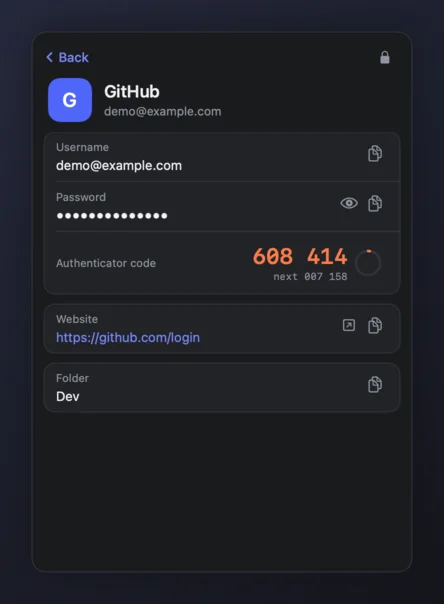 Back
G
GitHub
demo@example.com
Username
demo@example.com
Password
••••••••••••••
Authenticator code
608 414
next 007 158
Website
https://github.com/login
Folder
Dev